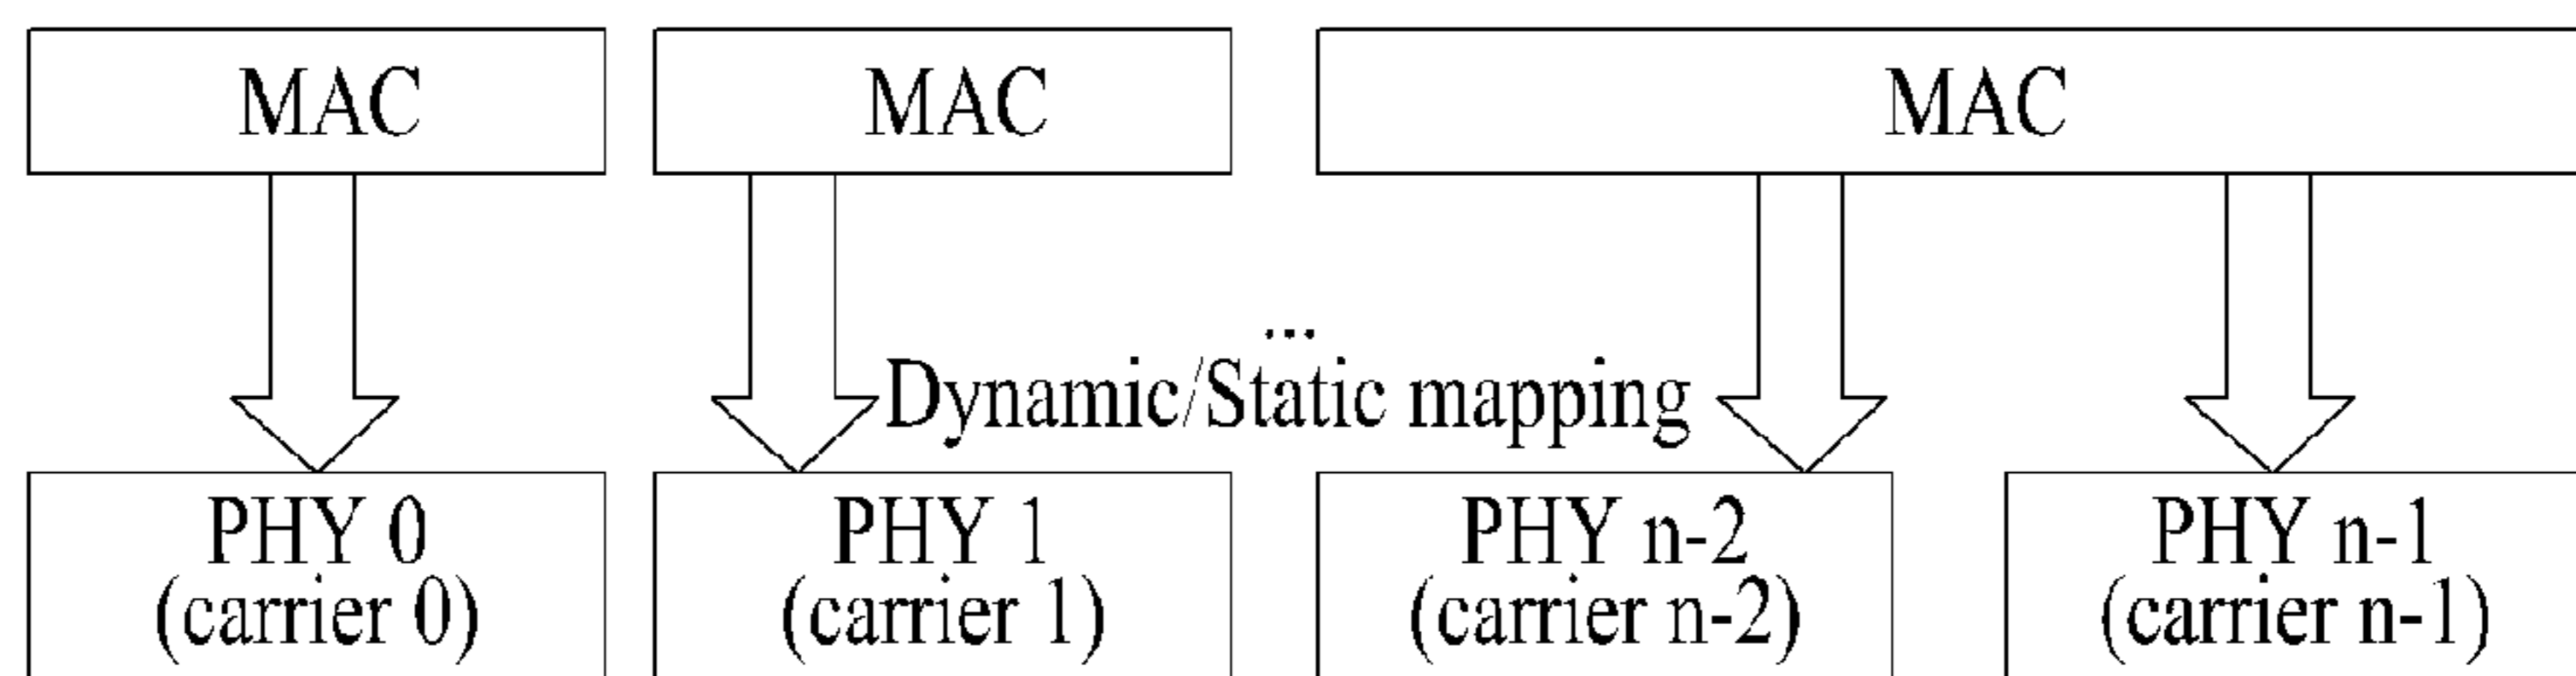 MAC MAC MAC
...
Dynamic/Static mapping
PHY 0 PHY 1 PHY n-2 PHY n-1
(carrier 0) (carrier 1) (carrier n-2) (carrier n-1)